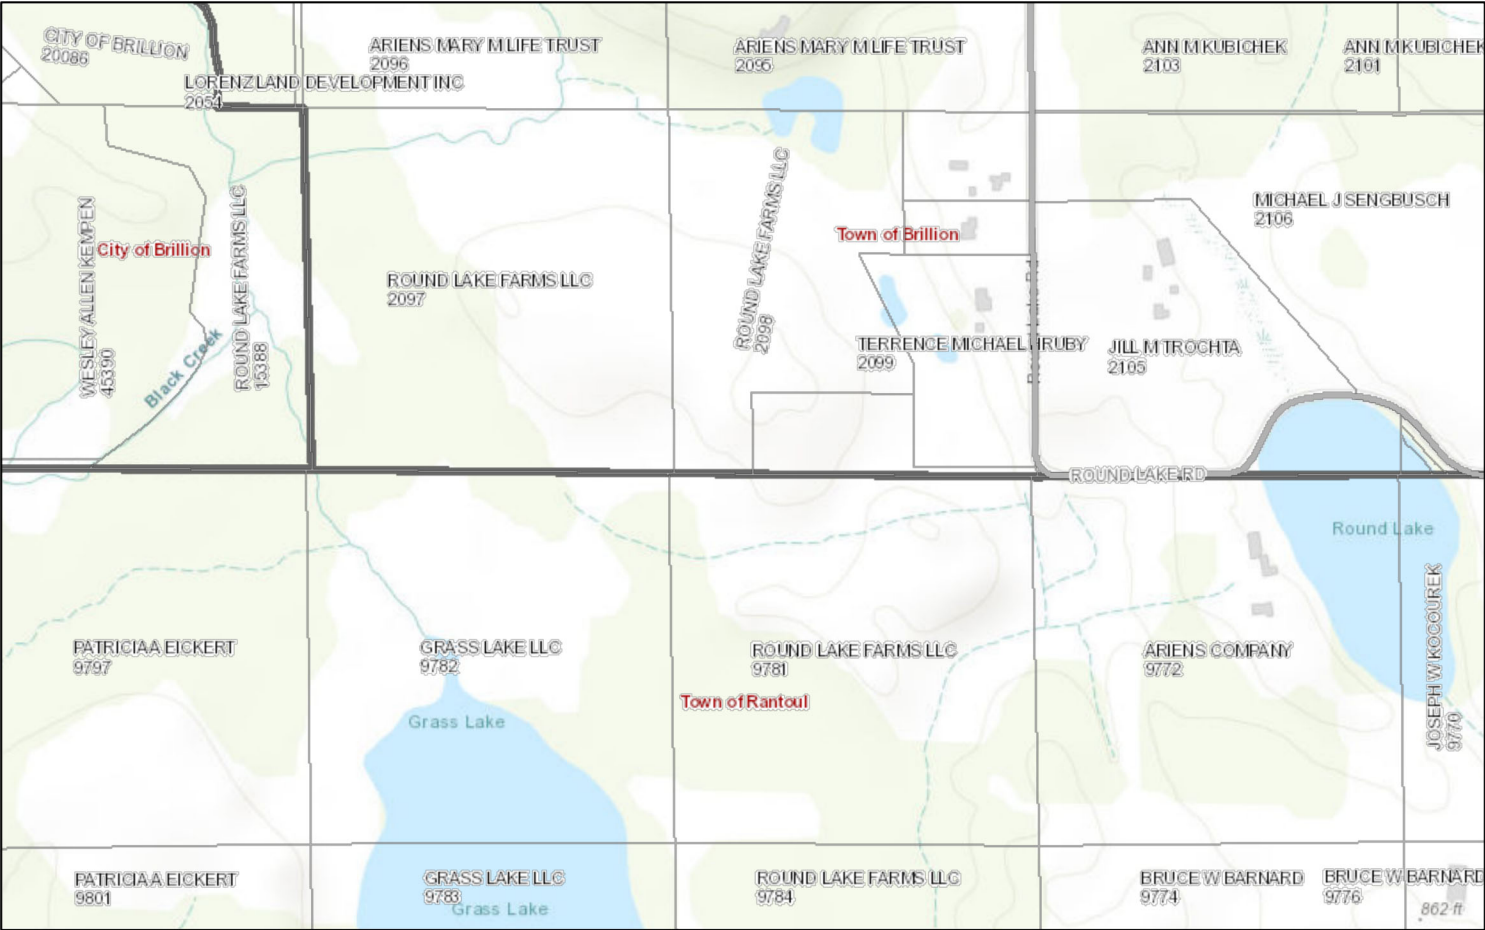 CITY OF BRILLION
20086
ARIENS MARY M LIFE TRUST
2096
ARIENS MARY M LIFE TRUST
2095
ANN M KUBICHEK
2103
ANN M KUBICHEK
2101
LORENZ LAND DEVELOPMENT INC
2054
WESLEY ALLEN KEMPEN
45390
City of Brillion
ROUND LAKE FARMS LLC
15388
Black Creek
ROUND LAKE FARMS LLC
2097
ROUND LAKE FARMS LLC
2098
Town of Brillion
MICHAEL J SENGBUSCH
2106
TERRENCE MICHAEL HRUBY
2099
Round Lake Rd
JILL M TROCHTA
2105
ROUND LAKE RD
Round Lake
PATRICIA A EICKERT
9797
GRASS LAKE LLC
9782
Grass Lake
ROUND LAKE FARMS LLC
9781
Town of Rantoul
ARIENS COMPANY
9772
JOSEPH W KOCOUREK
9770
PATRICIA A EICKERT
9801
GRASS LAKE LLC
9783
Grass Lake
ROUND LAKE FARMS LLC
9784
BRUCE W BARNARD
9774
BRUCE W BARNARD
9776
862 ft